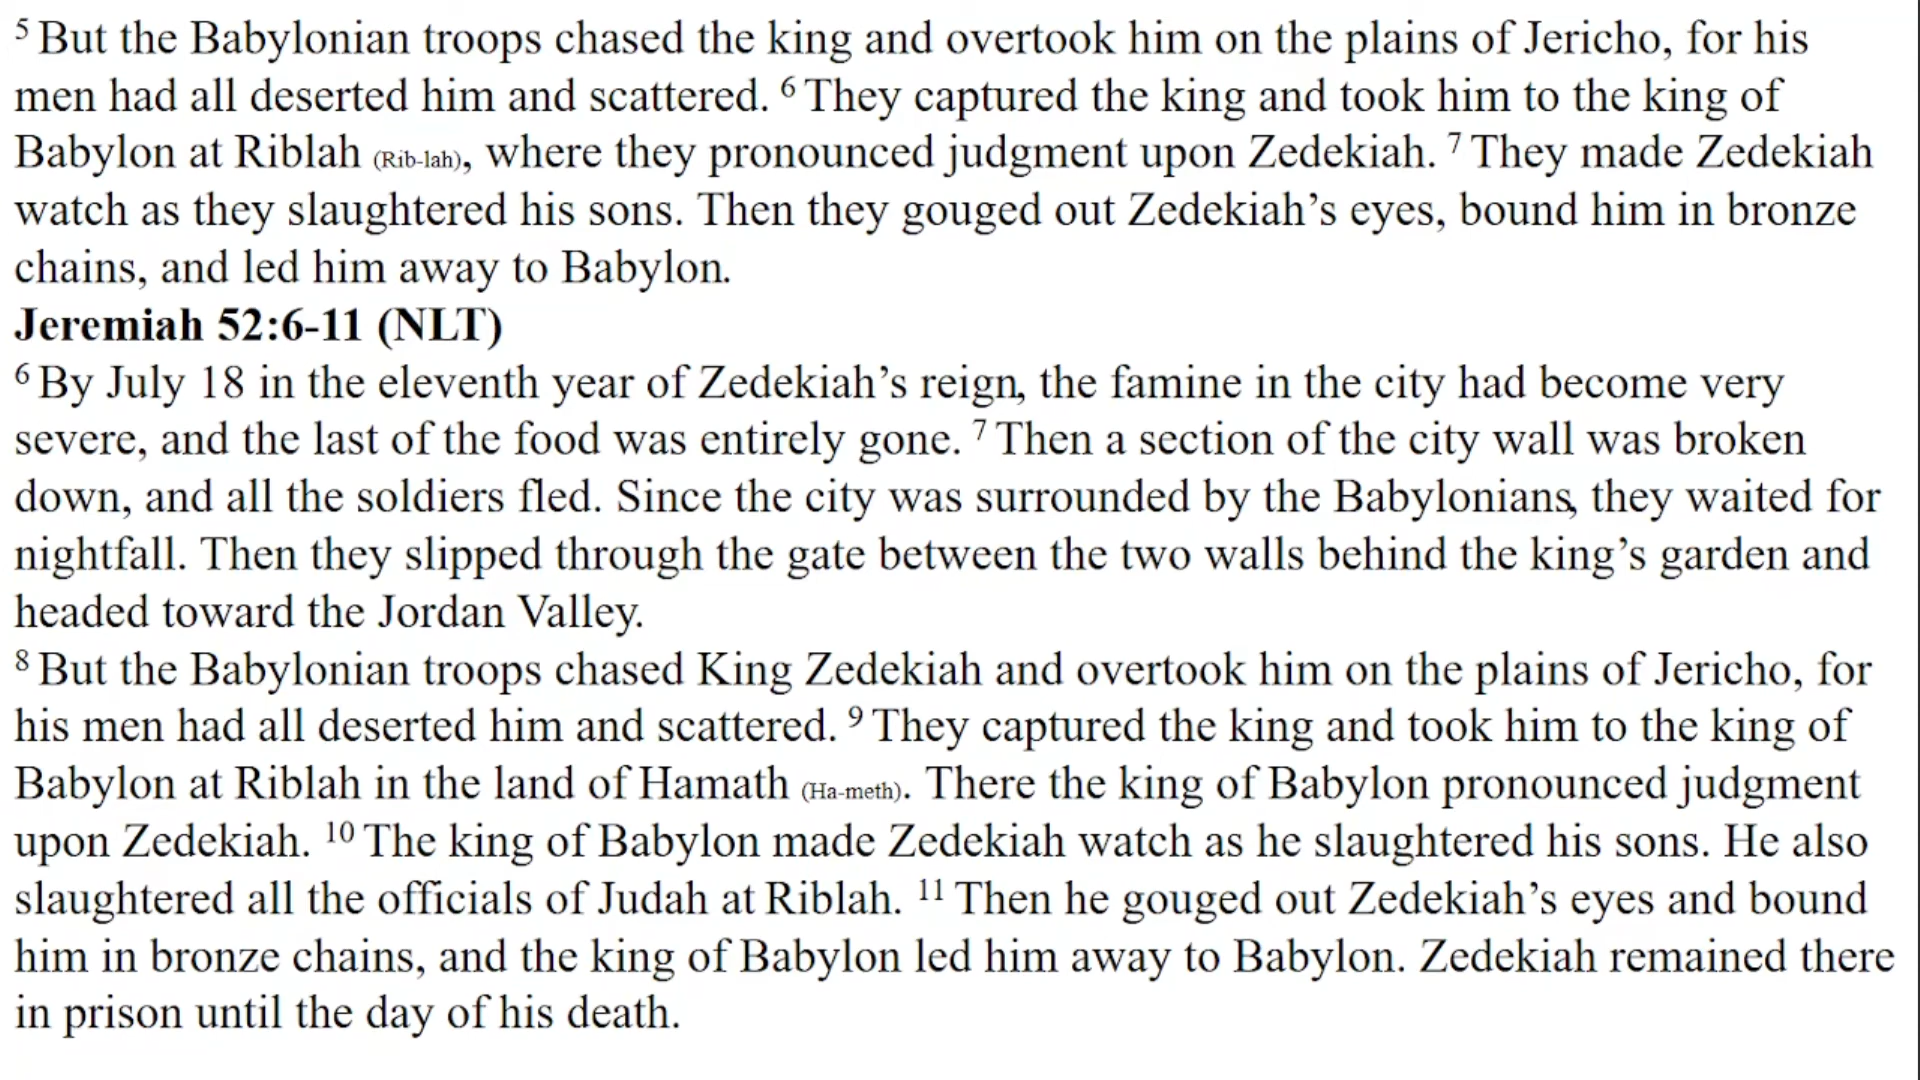 5 But the Babylonian troops chased the king and overtook him on the plains of Jericho, for his
men had all deserted him and scattered. 6 They captured the king and took him to the king of
Babylon at Riblah (Rib-lah), where they pronounced judgment upon Zedekiah. 7 They made Zedekiah
watch as they slaughtered his sons. Then they gouged out Zedekiah’s eyes, bound him in bronze
chains, and led him away to Babylon.
Jeremiah 52:6-11 (NLT)
6 By July 18 in the eleventh year of Zedekiah’s reign, the famine in the city had become very
severe, and the last of the food was entirely gone. 7 Then a section of the city wall was broken
down, and all the soldiers fled. Since the city was surrounded by the Babylonians, they waited for
nightfall. Then they slipped through the gate between the two walls behind the king’s garden and
headed toward the Jordan Valley.
8 But the Babylonian troops chased King Zedekiah and overtook him on the plains of Jericho, for
his men had all deserted him and scattered. 9 They captured the king and took him to the king of
Babylon at Riblah in the land of Hamath (Ha-meth). There the king of Babylon pronounced judgment
upon Zedekiah. 10 The king of Babylon made Zedekiah watch as he slaughtered his sons. He also
slaughtered all the officials of Judah at Riblah. 11 Then he gouged out Zedekiah’s eyes and bound
him in bronze chains, and the king of Babylon led him away to Babylon. Zedekiah remained there
in prison until the day of his death.